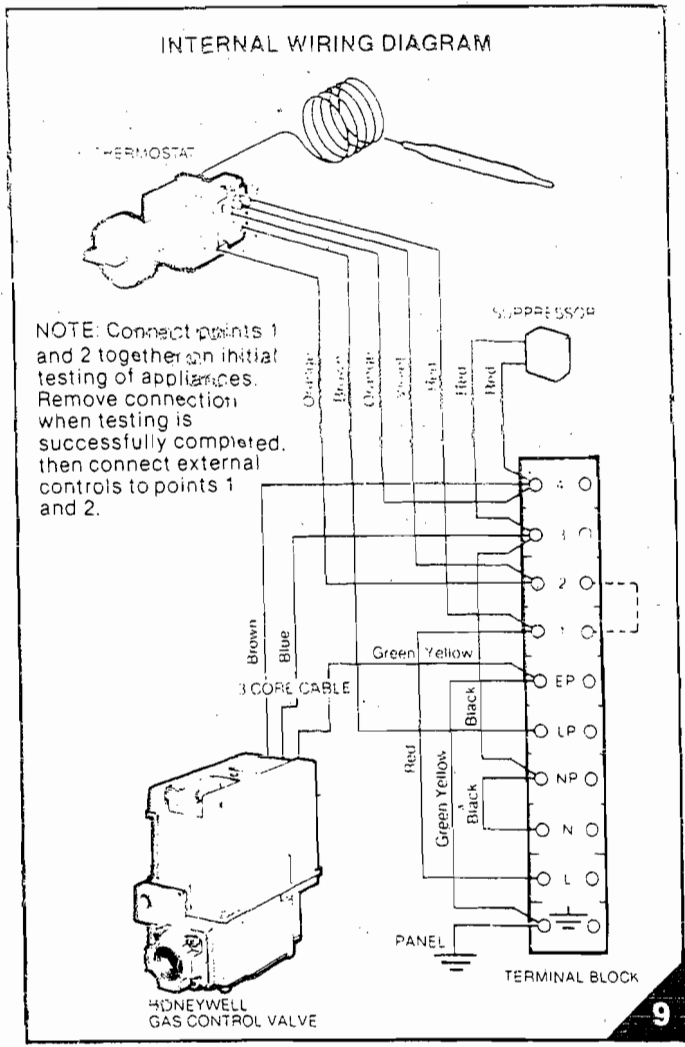 INTERNAL WIRING DIAGRAM
THERMOSTAT
SUPPRESSOR
NOTE: Connect points 1
and 2 together on initial
testing of appliances.
Remove connection
when testing is
successfully completed,
then connect external
controls to points 1
and 2.
Orange
Brown
Orange
Violet
Red
Red
Red
4
3
2
1
EP
LP
NP
N
L
Brown
Blue
3 CORE CABLE
Green Yellow
Red
Green Yellow
Black
Black
PANEL
TERMINAL BLOCK
HONEYWELL
GAS CONTROL VALVE
9